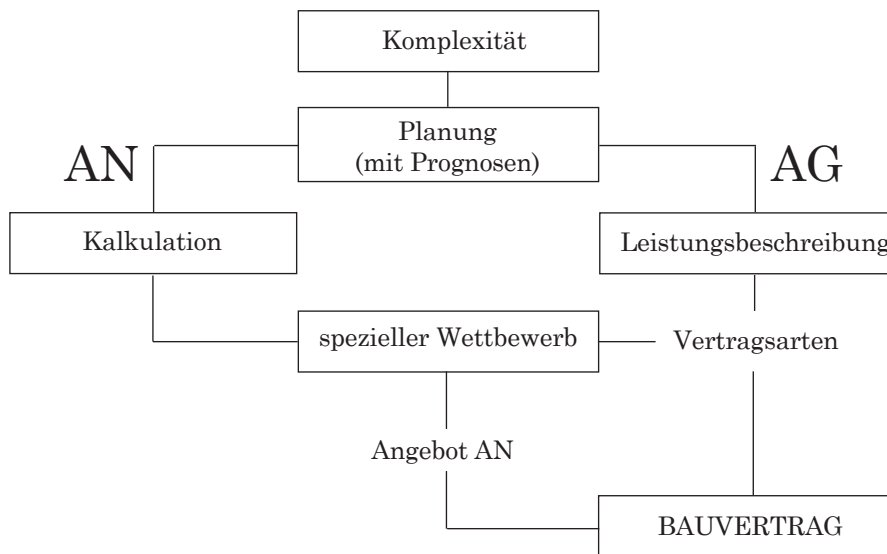 Komplexität
Planung
(mit Prognosen)
AN
AG
Kalkulation
Leistungsbeschreibung
spezieller Wettbewerb
Vertragsarten
Angebot AN
BAUVERTRAG